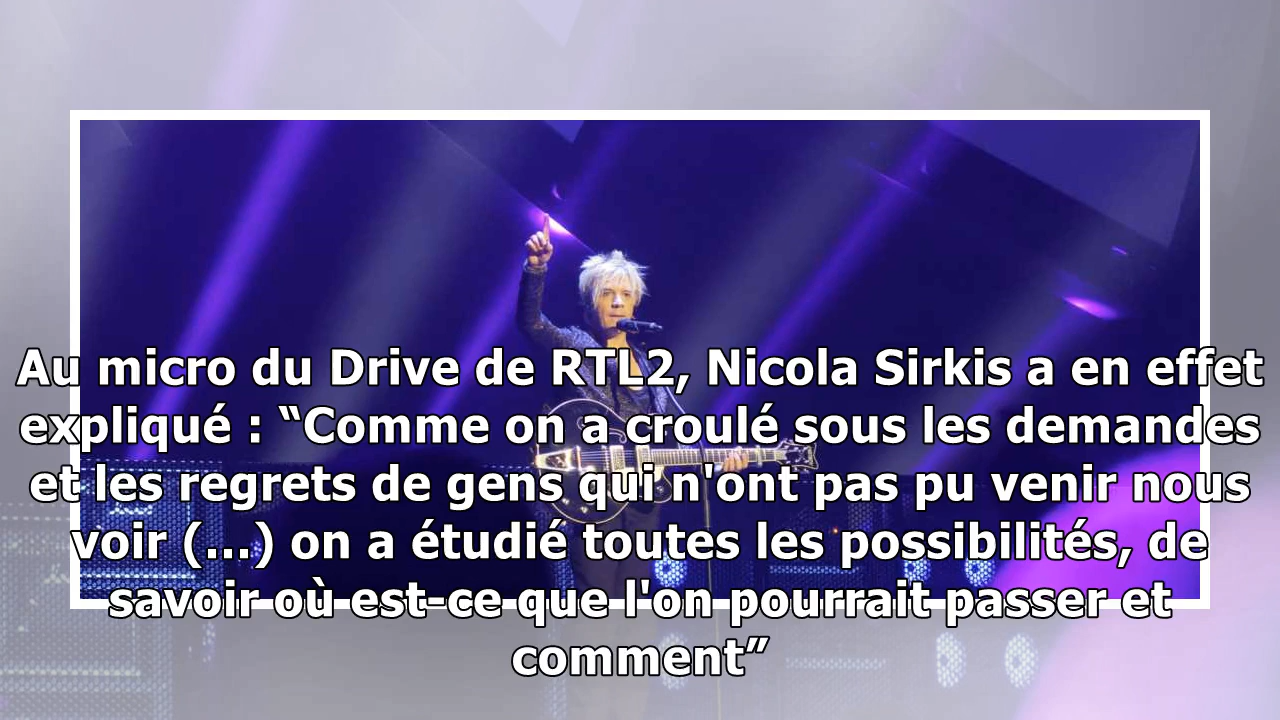 Au micro du Drive de RTL2, Nicola Sirkis a en effet
expliqué : “Comme on a croulé sous les demandes
et les regrets de gens qui n'ont pas pu venir nous
voir (...) on a étudié toutes les possibilités, de
savoir où est-ce que l'on pourrait passer et
comment”